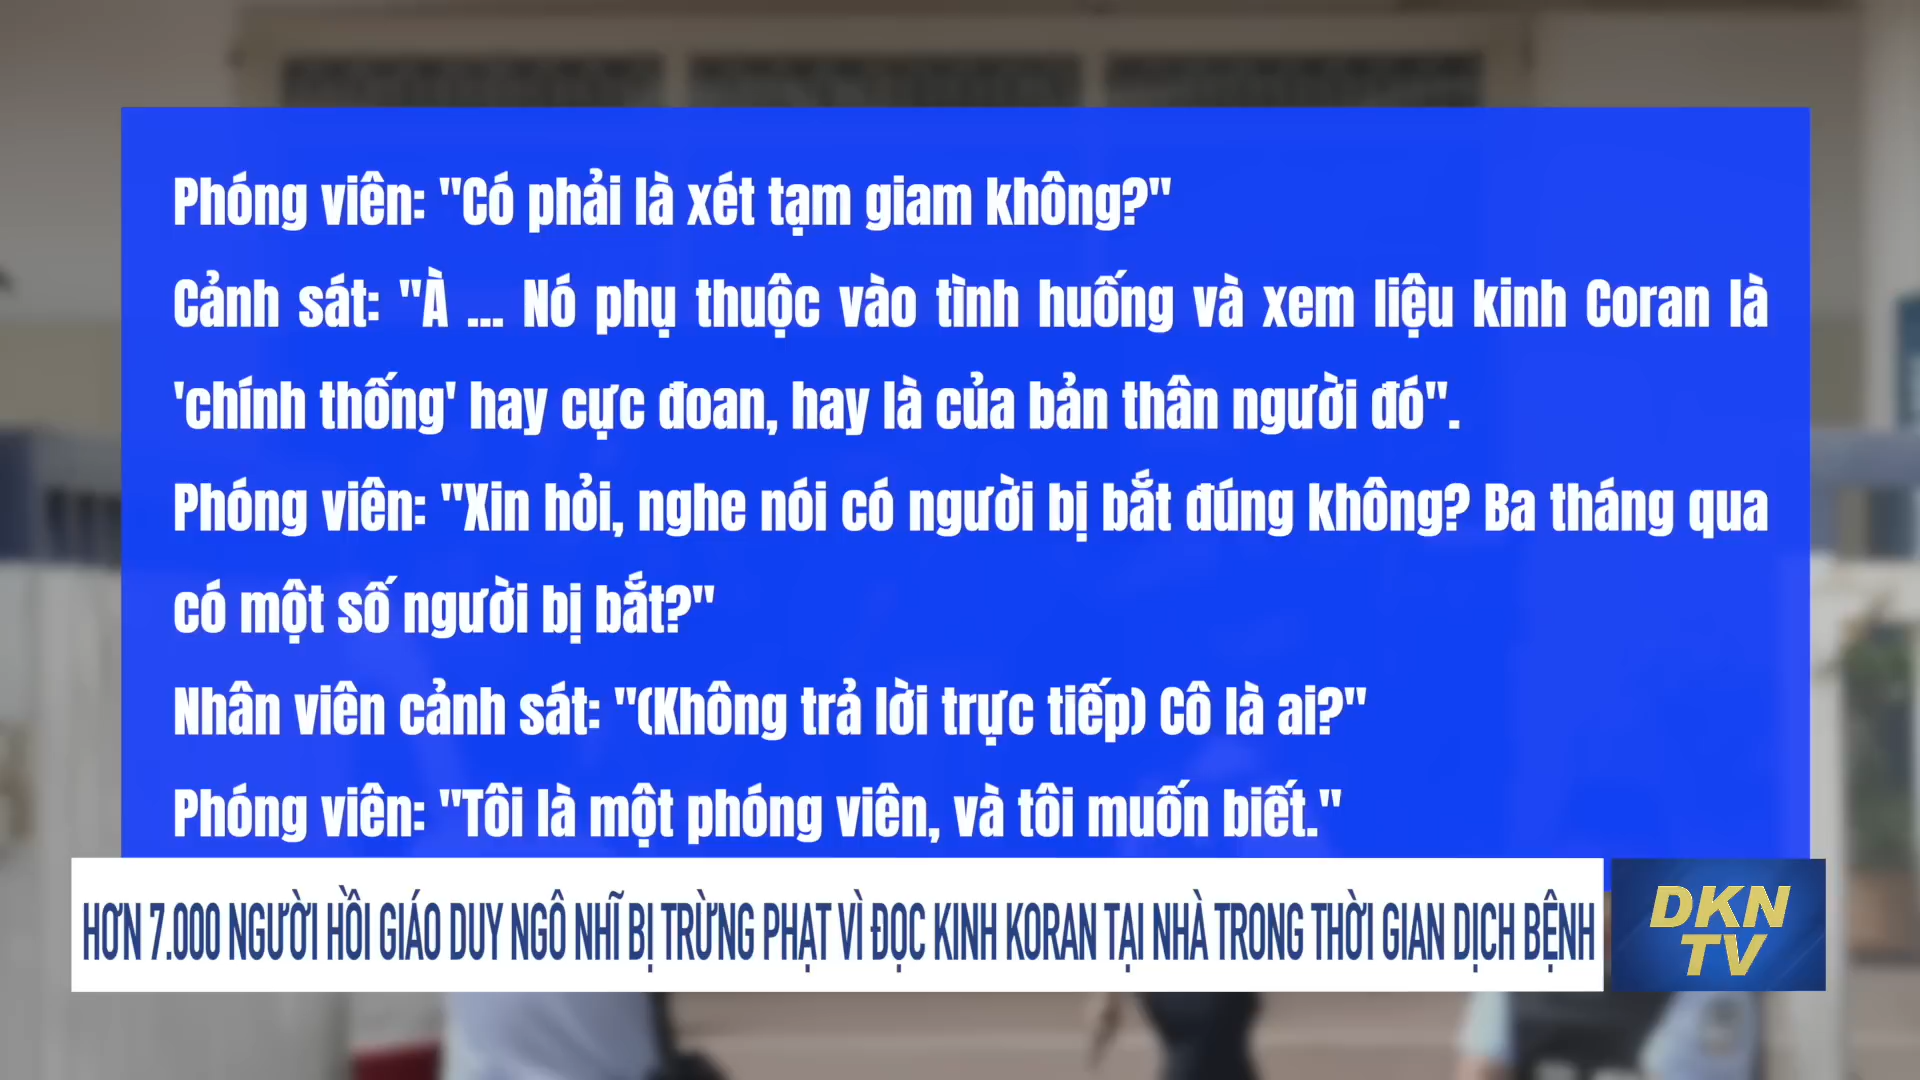 Phóng viên: "Có phải là xét tạm giam không?"
Cảnh sát: "À ... Nó phụ thuộc vào tình huống và xem liệu kinh Coran là
'chính thống' hay cực đoan, hay là của bản thân người đó".
Phóng viên: "Xin hỏi, nghe nói có người bị bắt đúng không? Ba tháng qua
có một số người bị bắt?"
Nhân viên cảnh sát: "(Không trả lời trực tiếp) Cô là ai?"
Phóng viên: "Tôi là một phóng viên, và tôi muốn biết."
HƠN 7.000 NGƯỜI HỒI GIÁO DUY NGÔ NHĨ BỊ TRỪNG PHẠT VÌ ĐỌC KINH KORAN TẠI NHÀ TRONG THỜI GIAN DỊCH BỆNH
DKN
TV